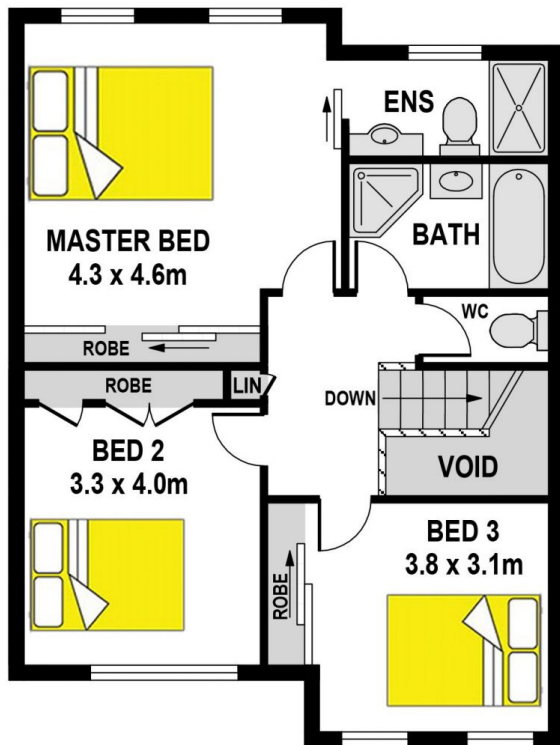 ENS
MASTER BED
4.3 x 4.6m
BATH
WC
ROBE
ROBE
LIN
DOWN
BED 2
3.3 x 4.0m
VOID
BED 3
3.8 x 3.1m
ROBE